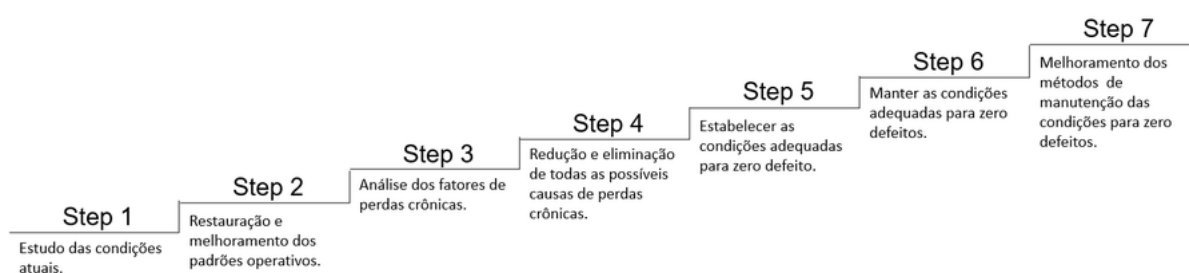 Step 1
Estudo das condições
atuais.
Step 2
Restauração e
melhoramento dos
padrões operativos.
Step 3
Análise dos fatores de
perdas crônicas.
Step 4
Redução e eliminação
de todas as possíveis
causas de perdas
crônicas.
Step 5
Estabelecer as
condições adequadas
para zero defeito.
Step 6
Manter as condições
adequadas para zero
defeitos.
Step 7
Melhoramento dos
métodos de
manutenção das
condições para zero
defeitos.